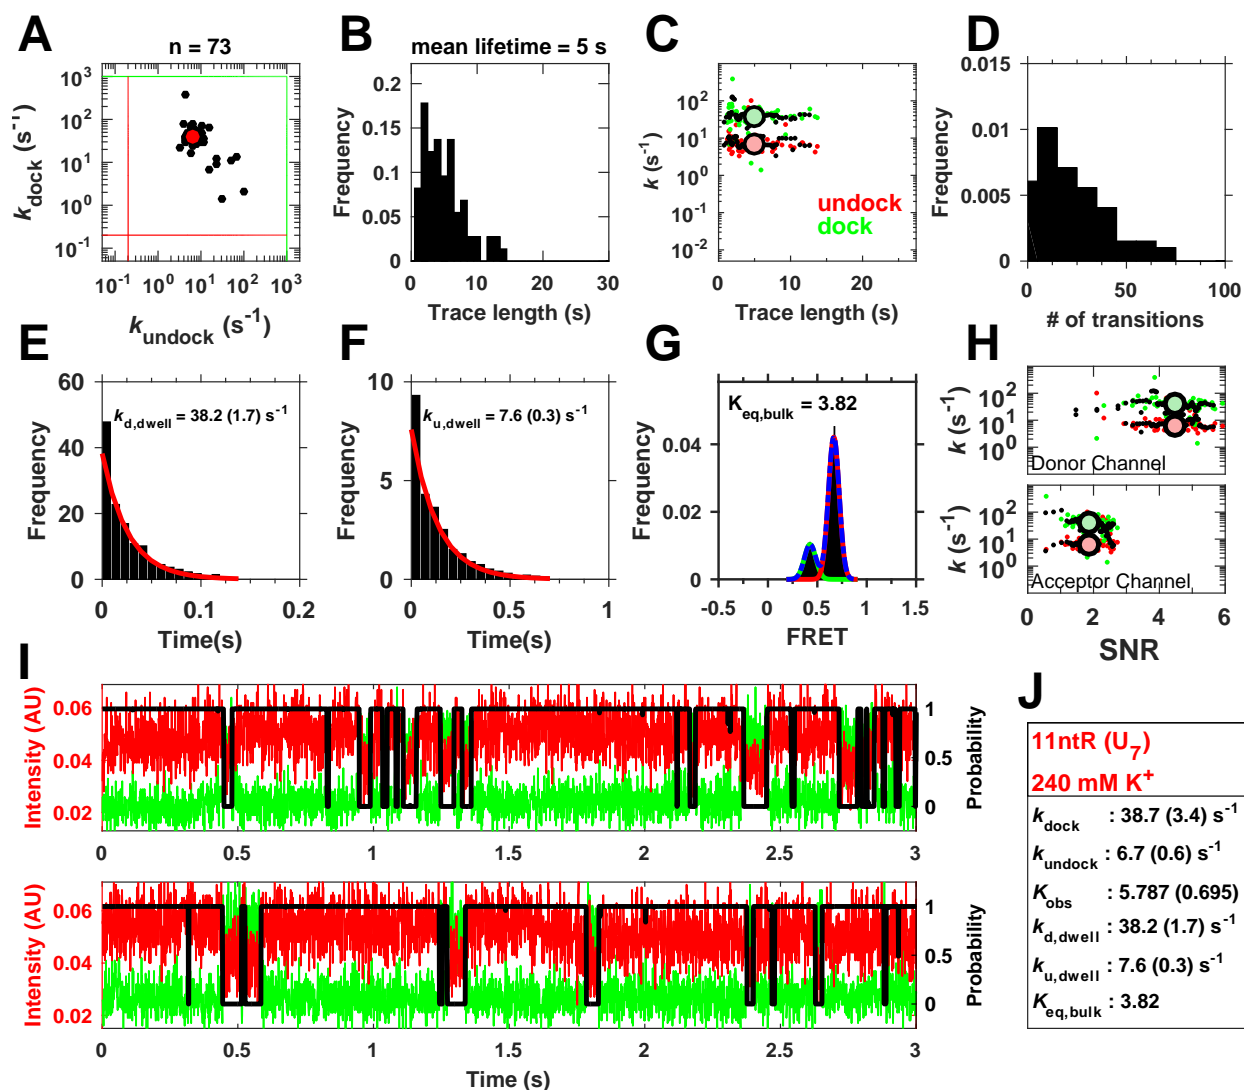 A
n = 73
10³
10²
10¹
10⁰
10⁻¹
10⁻¹ 10⁰ 10¹ 10² 10³
k_dock (s⁻¹)
k_undock (s⁻¹)
B
mean lifetime = 5 s
0.2
0.15
0.1
0.05
0
0 10 20 30
Frequency
Trace length (s)
C
10²
10¹
10⁰
10⁻¹
10⁻²
0 10 20
k (s⁻¹)
undock
dock
Trace length (s)
D
0.015
0.01
0.005
0
0 50 100
Frequency
# of transitions
E
60
40
20
0
0 0.1 0.2
k_d,dwell = 38.2 (1.7) s⁻¹
Frequency
Time(s)
F
10
5
0
0 0.5 1
k_u,dwell = 7.6 (0.3) s⁻¹
Frequency
Time(s)
G
K_eq,bulk = 3.82
0.04
0.02
0
-0.5 0 0.5 1 1.5
Frequency
FRET
H
10²
10¹
10⁰
k (s⁻¹)
Donor Channel
10²
10¹
10⁰
k (s⁻¹)
Acceptor Channel
0 2 4 6
SNR
I
0.06
0.04
0.02
Intensity (AU)
1
0.5
0
Probability
0 0.5 1 1.5 2 2.5 3
0.06
0.04
0.02
Intensity (AU)
1
0.5
0
Probability
0 0.5 1 1.5 2 2.5 3
Time (s)
J
11ntR (U₇)
240 mM K⁺
k_dock : 38.7 (3.4) s⁻¹
k_undock : 6.7 (0.6) s⁻¹
K_obs : 5.787 (0.695)
k_d,dwell : 38.2 (1.7) s⁻¹
k_u,dwell : 7.6 (0.3) s⁻¹
K_eq,bulk : 3.82